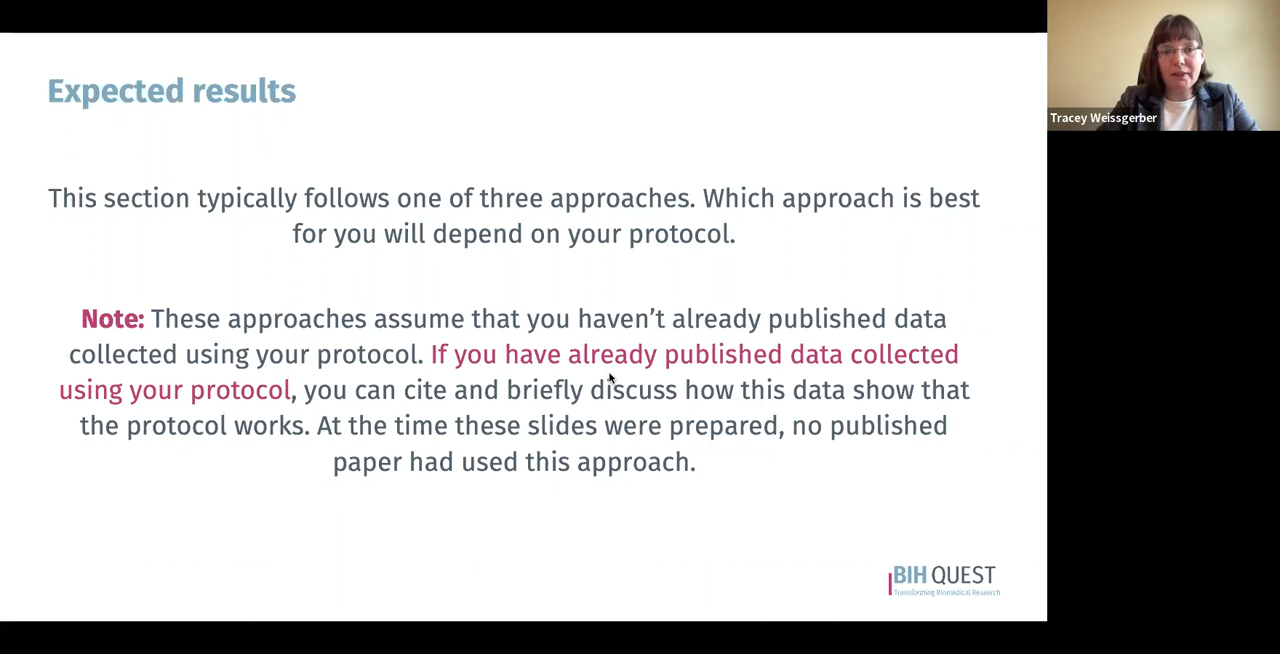 Expected results
This section typically follows one of three approaches. Which approach is best
for you will depend on your protocol.
Note: These approaches assume that you haven’t already published data
collected using your protocol. If you have already published data collected
using your protocol, you can cite and briefly discuss how this data show that
the protocol works. At the time these slides were prepared, no published
paper had used this approach.
BIH QUEST
Transforming Biomedical Research
Tracey Weissgerber